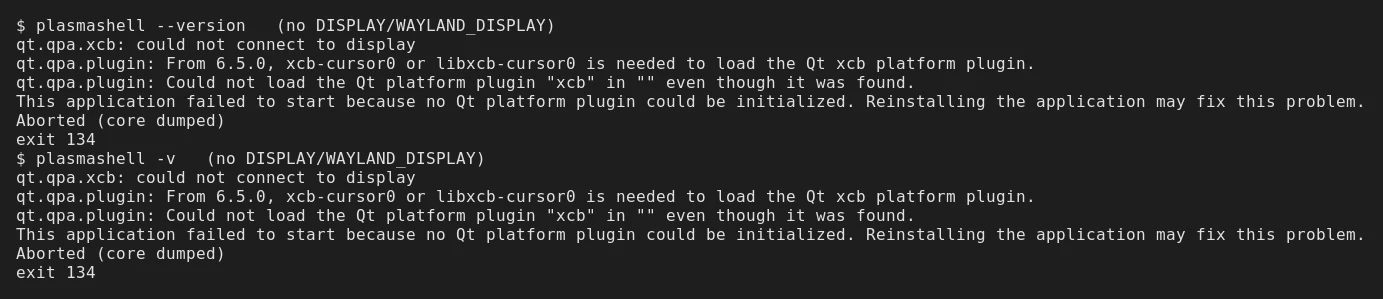 $ plasmashell --version   (no DISPLAY/WAYLAND_DISPLAY)
qt.qpa.xcb: could not connect to display
qt.qpa.plugin: From 6.5.0, xcb-cursor0 or libxcb-cursor0 is needed to load the Qt xcb platform plugin.
qt.qpa.plugin: Could not load the Qt platform plugin "xcb" in "" even though it was found.
This application failed to start because no Qt platform plugin could be initialized. Reinstalling the application may fix this problem.
Aborted (core dumped)
exit 134
$ plasmashell -v   (no DISPLAY/WAYLAND_DISPLAY)
qt.qpa.xcb: could not connect to display
qt.qpa.plugin: From 6.5.0, xcb-cursor0 or libxcb-cursor0 is needed to load the Qt xcb platform plugin.
qt.qpa.plugin: Could not load the Qt platform plugin "xcb" in "" even though it was found.
This application failed to start because no Qt platform plugin could be initialized. Reinstalling the application may fix this problem.
Aborted (core dumped)
exit 134